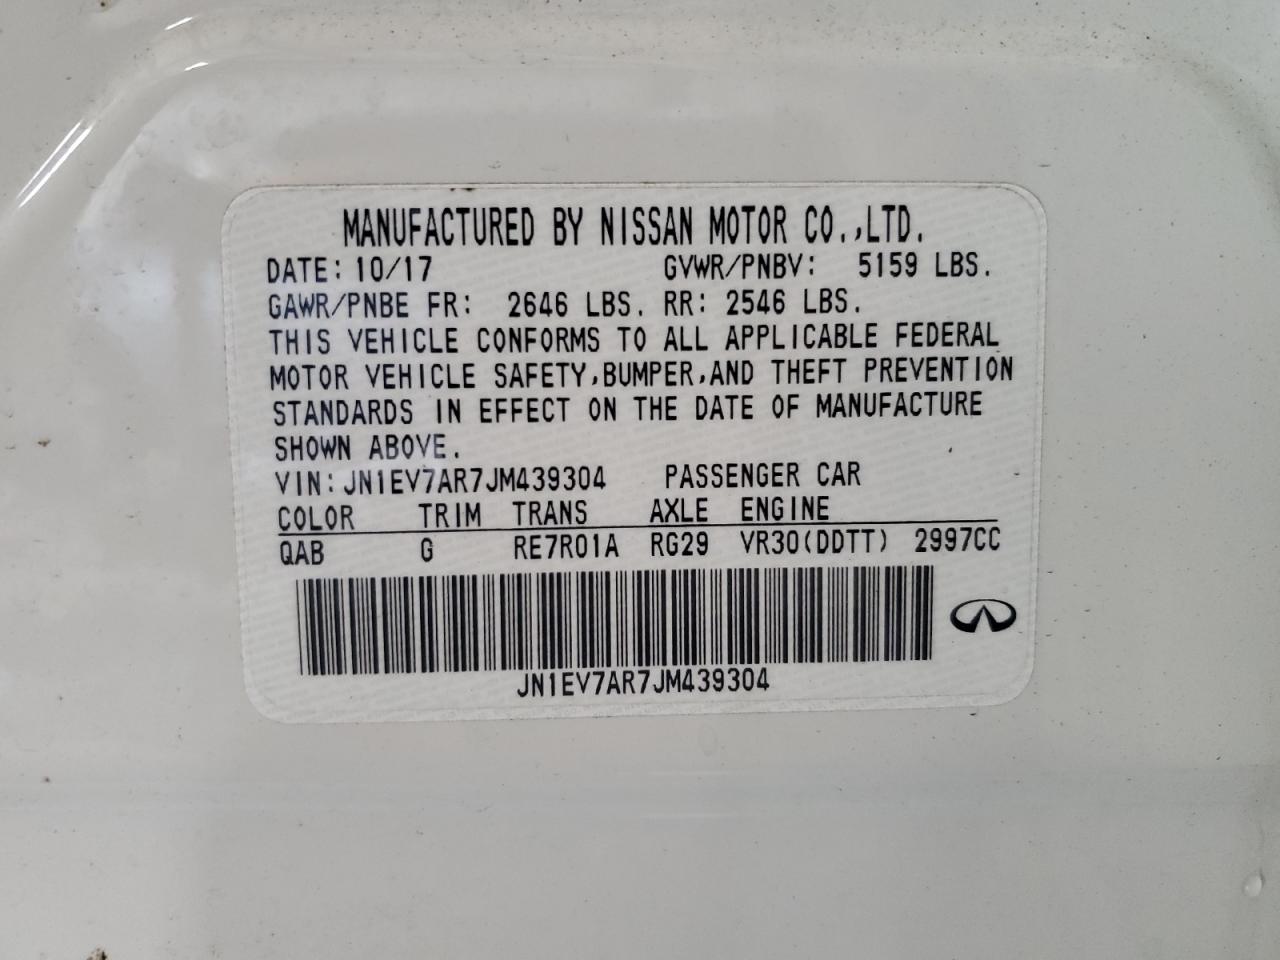 MANUFACTURED BY NISSAN MOTOR CO.,LTD.
DATE: 10/17 GVWR/PNBV: 5159 LBS.
GAWR/PNBE FR: 2646 LBS. RR: 2546 LBS.
THIS VEHICLE CONFORMS TO ALL APPLICABLE FEDERAL
MOTOR VEHICLE SAFETY,BUMPER,AND THEFT PREVENTION
STANDARDS IN EFFECT ON THE DATE OF MANUFACTURE
SHOWN ABOVE.
VIN: JN1EV7AR7JM439304 PASSENGER CAR
COLOR TRIM TRANS AXLE ENGINE
QAB G RE7R01A RG29 VR30(DDTT) 2997CC
JN1EV7AR7JM439304